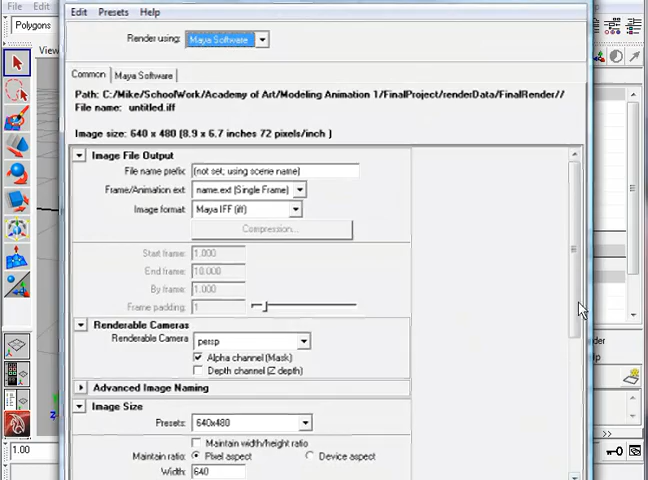 File Edit
Edit Presets Help
Polygons
View
Render using: Maya Software
Common Maya Software
Path: C:/Mike/SchoolWork/Academy of Art/Modeling Animation 1/FinalProject/renderData/FinalRender//
File name: untitled.iff
Image size: 640 x 480 (8.9 x 6.7 inches 72 pixels/inch )
Image File Output
File name prefix: (not set; using scene name)
Frame/Animation ext: name.ext (Single Frame)
Image format: Maya IFF (iff)
Compression...
Start frame: 1.000
End frame: 10.000
By frame: 1.000
Frame padding: 1
Renderable Cameras
Renderable Camera persp
Alpha channel (Mask)
Depth channel (Z depth)
Advanced Image Naming
Image Size
Presets: 640x480
Maintain width/height ratio
Maintain ratio: Pixel aspect Device aspect
Width: 640
1.00